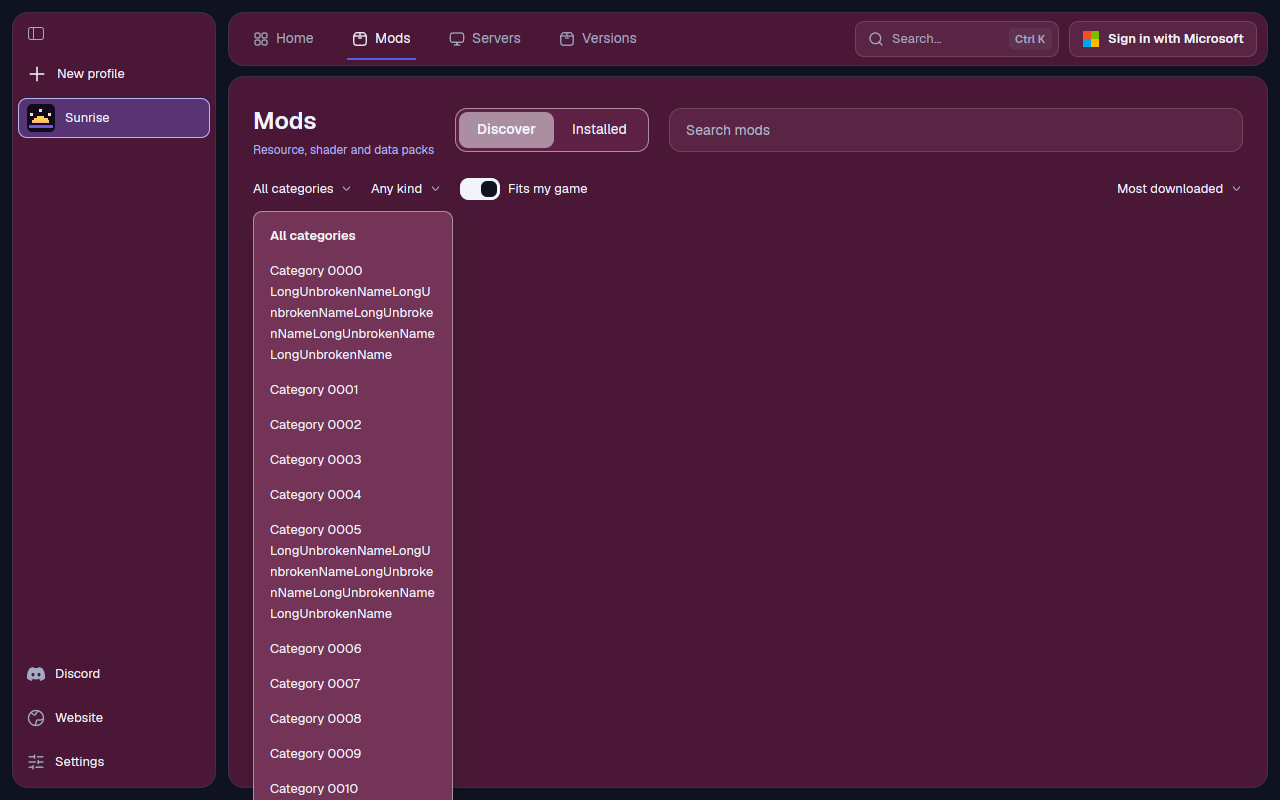 New profile
Sunrise
Discord
Website
Settings
Home
Mods
Servers
Versions
Search...
Ctrl K
Sign in with Microsoft
Mods
Resource, shader and data packs
Discover
Installed
Search mods
All categories
Any kind
Fits my game
Most downloaded
All categories
Category 0000
LongUnbrokenNameLongU
nbrokenNameLongUnbroke
nNameLongUnbrokenName
LongUnbrokenName
Category 0001
Category 0002
Category 0003
Category 0004
Category 0005
LongUnbrokenNameLongU
nbrokenNameLongUnbroke
nNameLongUnbrokenName
LongUnbrokenName
Category 0006
Category 0007
Category 0008
Category 0009
Category 0010